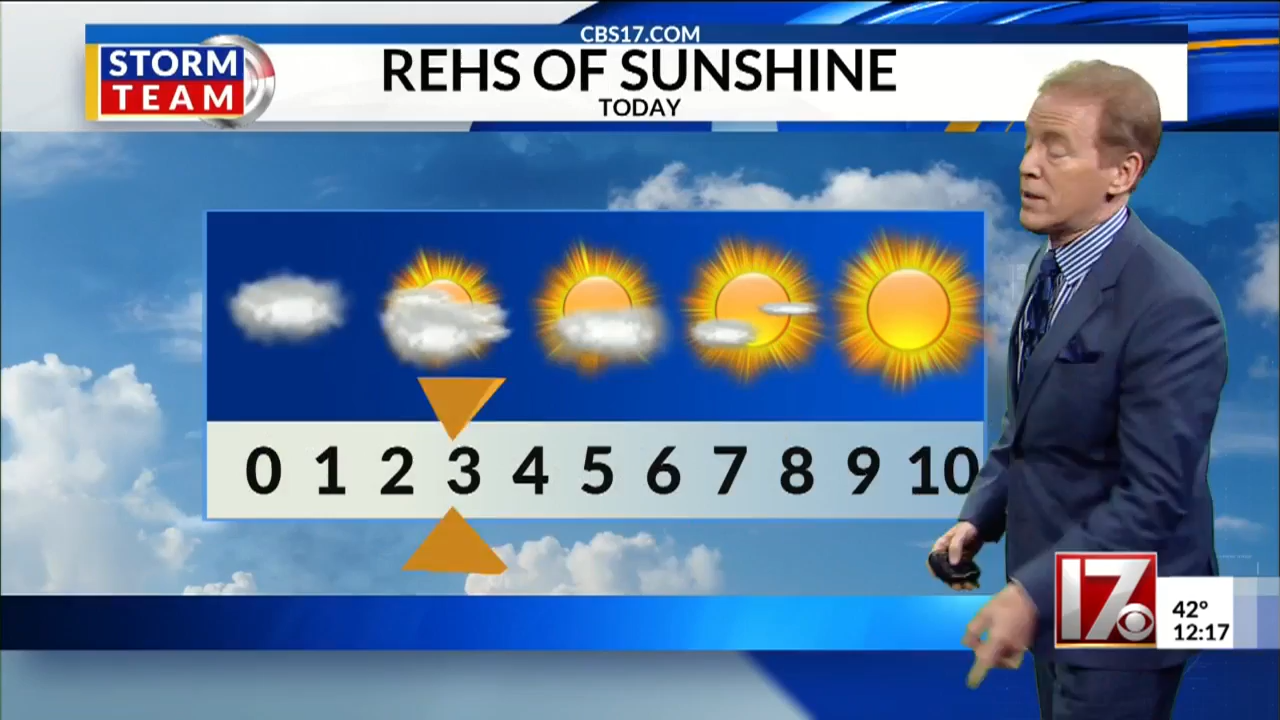 CBS17.COM
STORM
TEAM
REHS OF SUNSHINE
TODAY
0 1 2 3 4 5 6 7 8 9 10
17
42°
12:17